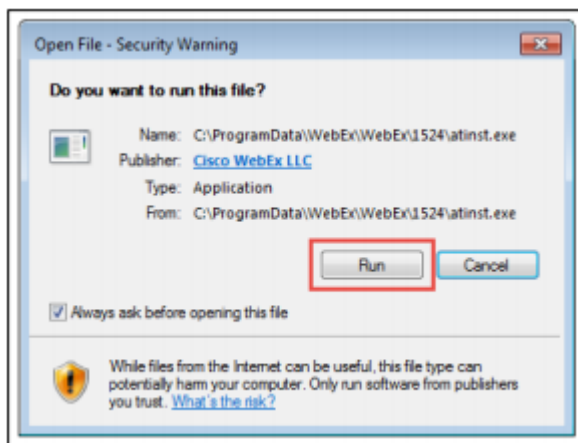 Open File - Security Warning
Do you want to run this file?
Name: C:\ProgramData\WebEx\WebEx\1524\atinst.exe
Publisher: Cisco WebEx LLC
Type: Application
From: C:\ProgramData\WebEx\WebEx\1524\atinst.exe
Run Cancel
Always ask before opening this file
While files from the Internet can be useful, this file type can
potentially harm your computer. Only run software from publishers
you trust. What's the risk?